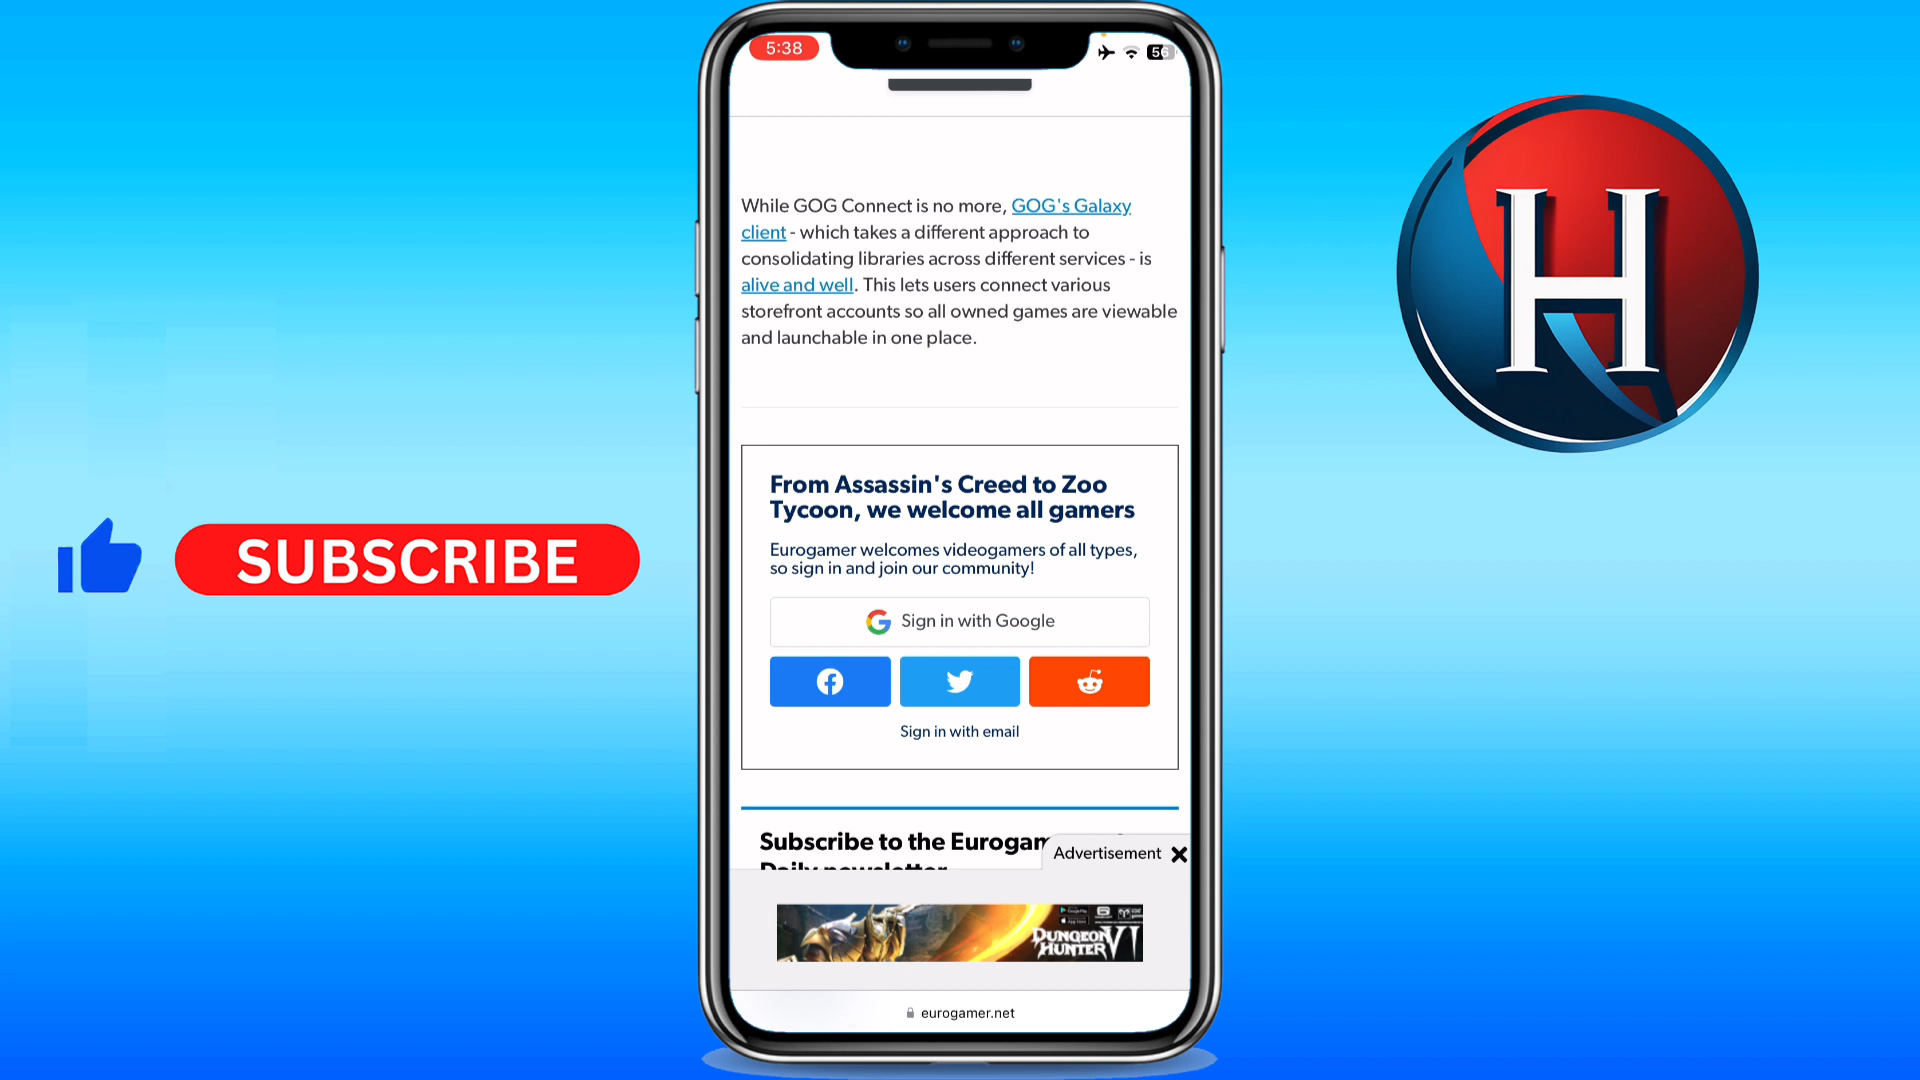 5:38
56
While GOG Connect is no more, GOG's Galaxy
client - which takes a different approach to
consolidating libraries across different services - is
alive and well. This lets users connect various
storefront accounts so all owned games are viewable
and launchable in one place.
From Assassin's Creed to Zoo
Tycoon, we welcome all gamers
Eurogamer welcomes videogamers of all types,
so sign in and join our community!
Sign in with Google
Sign in with email
Subscribe to the Eurogam
Daily newsletter
Advertisement
DUNGEON
HUNTER VI
eurogamer.net
SUBSCRIBE
H